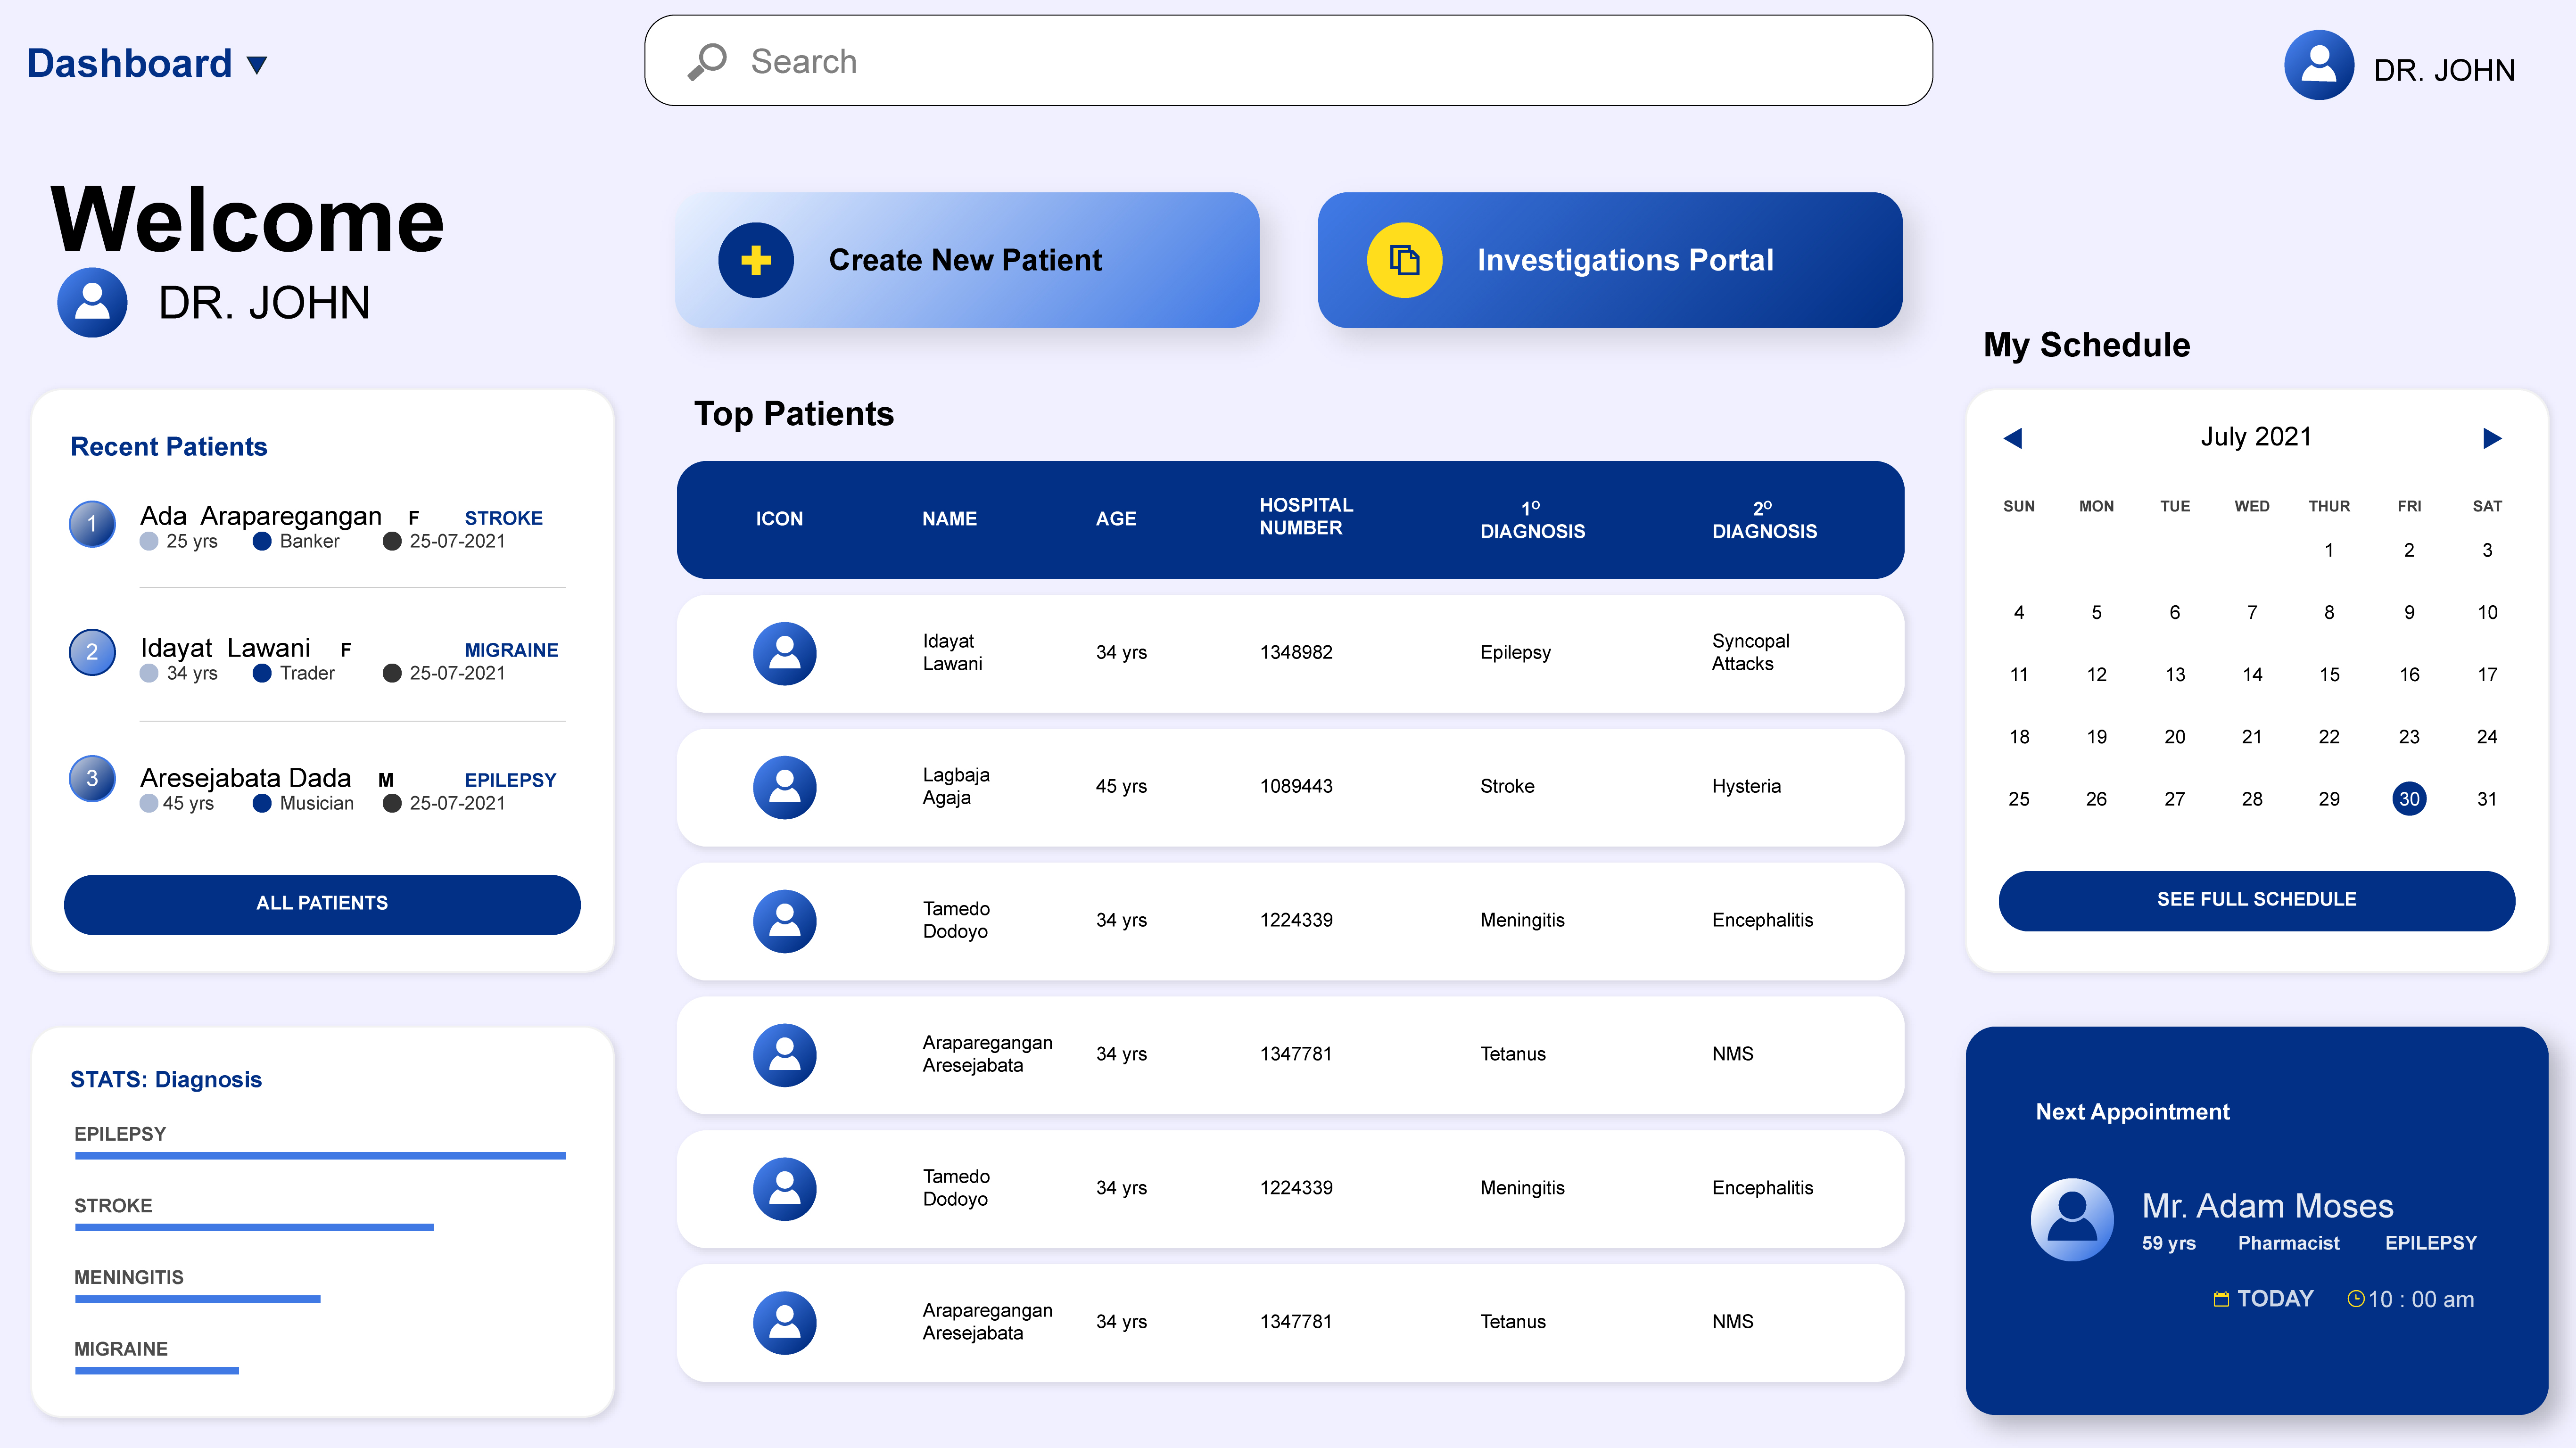 Dashboard
Search
DR. JOHN
Welcome
DR. JOHN
Create New Patient
Investigations Portal
Recent Patients
1 Ada Araparegangan F STROKE
25 yrs Banker 25-07-2021
2 Idayat Lawani F MIGRAINE
34 yrs Trader 25-07-2021
3 Aresejabata Dada M EPILEPSY
45 yrs Musician 25-07-2021
ALL PATIENTS
STATS: Diagnosis
EPILEPSY
STROKE
MENINGITIS
MIGRAINE
Top Patients
ICON NAME AGE HOSPITAL NUMBER 1º DIAGNOSIS 2º DIAGNOSIS
Idayat Lawani 34 yrs 1348982 Epilepsy Syncopal Attacks
Lagbaja Agaja 45 yrs 1089443 Stroke Hysteria
Tamedo Dodoyo 34 yrs 1224339 Meningitis Encephalitis
Araparegangan Aresejabata 34 yrs 1347781 Tetanus NMS
Tamedo Dodoyo 34 yrs 1224339 Meningitis Encephalitis
Araparegangan Aresejabata 34 yrs 1347781 Tetanus NMS
My Schedule
July 2021
SUN MON TUE WED THUR FRI SAT
1 2 3
4 5 6 7 8 9 10
11 12 13 14 15 16 17
18 19 20 21 22 23 24
25 26 27 28 29 30 31
SEE FULL SCHEDULE
Next Appointment
Mr. Adam Moses
59 yrs Pharmacist EPILEPSY
TODAY 10 : 00 am